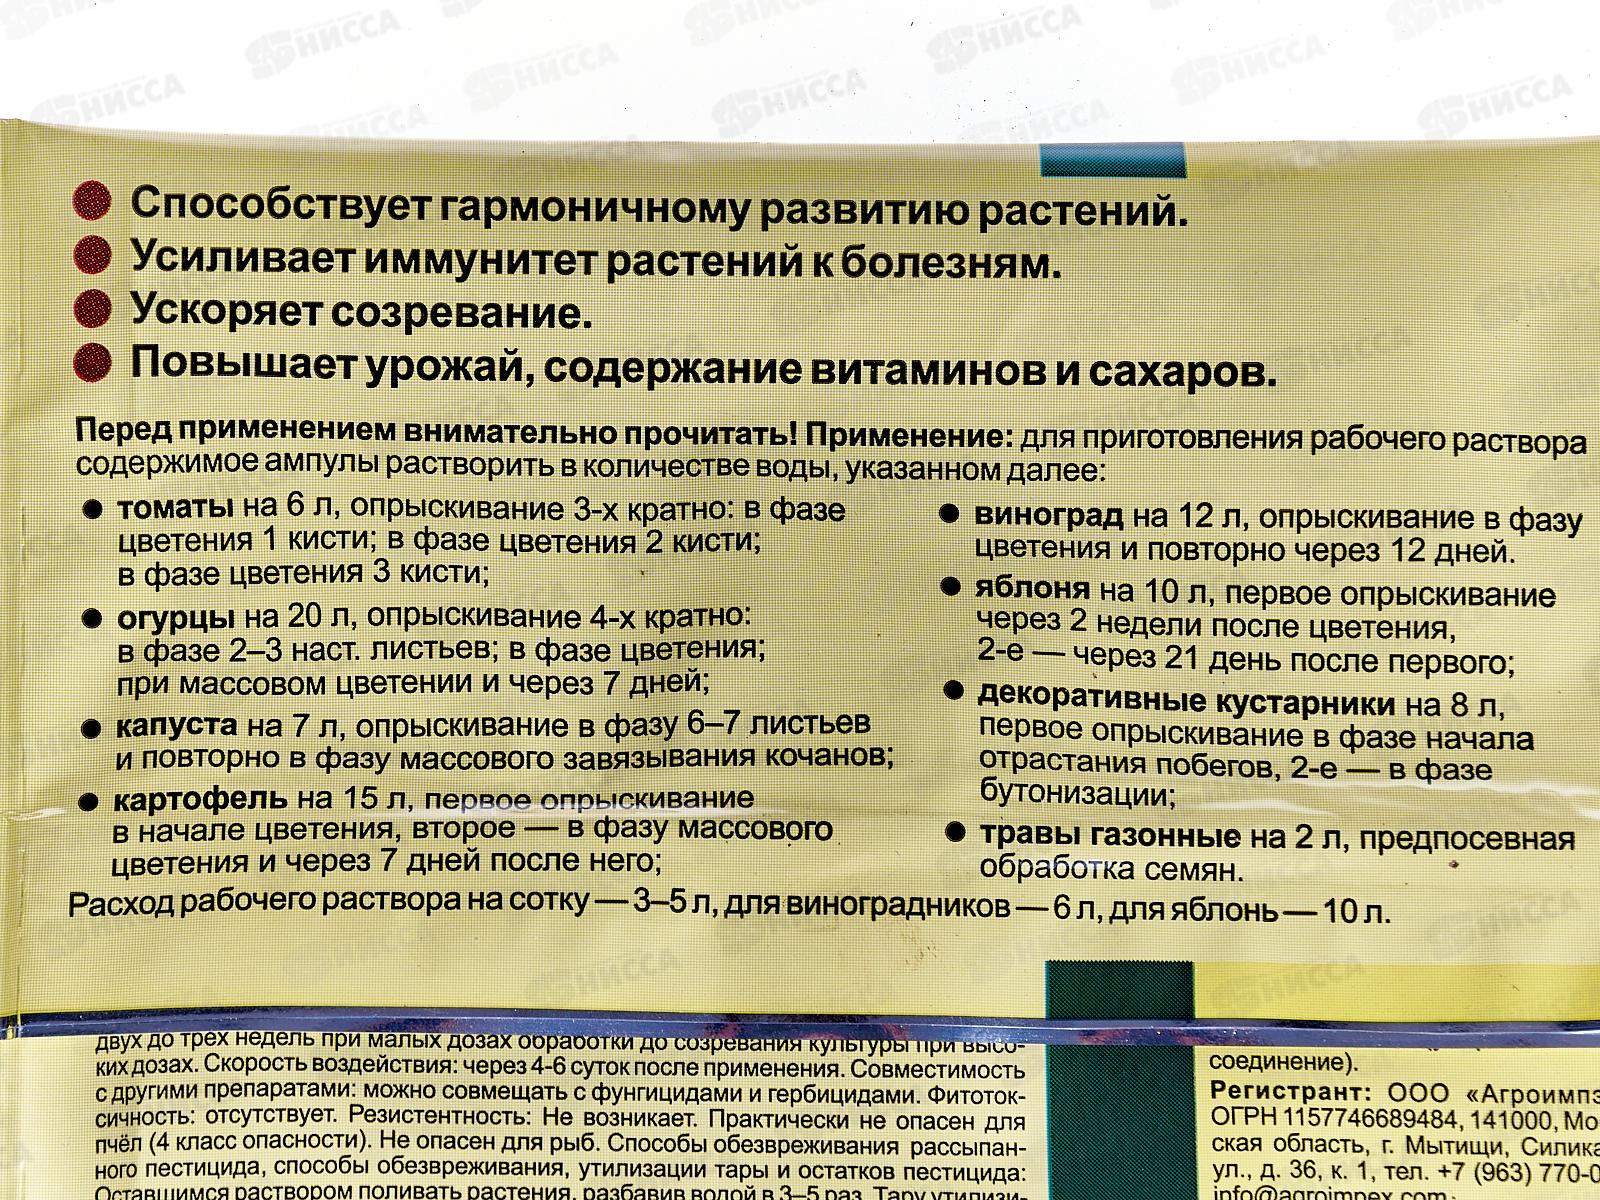 Способствует гармоничному развитию растений.
Усиливает иммунитет растений к болезням.
Ускоряет созревание.
Повышает урожай, содержание витаминов и сахаров.
Перед применением внимательно прочитать! Применение: для приготовления рабочего раствора
содержимое ампулы растворить в количестве воды, указанном далее:
томаты на 6 л, опрыскивание 3-х кратно: в фазе
цветения 1 кисти; в фазе цветения 2 кисти;
в фазе цветения 3 кисти;
огурцы на 20 л, опрыскивание 4-х кратно:
в фазе 2–3 наст. листьев; в фазе цветения;
при массовом цветении и через 7 дней;
капуста на 7 л, опрыскивание в фазу 6–7 листьев
и повторно в фазу массового завязывания кочанов;
картофель на 15 л, первое опрыскивание
в начале цветения, второе — в фазу массового
цветения и через 7 дней после него;
виноград на 12 л, опрыскивание в фазу
цветения и повторно через 12 дней.
яблоня на 10 л, первое опрыскивание
через 2 недели после цветения,
2-е — через 21 день после первого;
декоративные кустарники на 8 л,
первое опрыскивание в фазе начала
отрастания побегов, 2-е — в фазе
бутонизации;
травы газонные на 2 л, предпосевная
обработка семян.
Расход рабочего раствора на сотку — 3–5 л, для виноградников — 6 л, для яблонь — 10 л.
двух до трех недель при малых дозах обработки до созревания культуры при высо-
ких дозах. Скорость воздействия: через 4-6 суток после применения. Совместимость
с другими препаратами: можно совмещать с фунгицидами и гербицидами. Фитоток-
сичность: отсутствует. Резистентность: Не возникает. Практически не опасен для
пчёл (4 класс опасности). Не опасен для рыб. Способы обезвреживания рассыпан-
ного пестицида, способы обезвреживания, утилизации тары и остатков пестицида:
Оставшимся раствором поливать растения, разбавив водой в 3–5 раз. Тару утилизи-
соединение).
Регистрант: ООО «Агроимпэ
ОГРН 1157746689484, 141000, Мо
ская область, г. Мытищи, Силика
ул., д. 36, к. 1, тел. +7 (963) 770-0
info@agroimpex.com;
НИССА